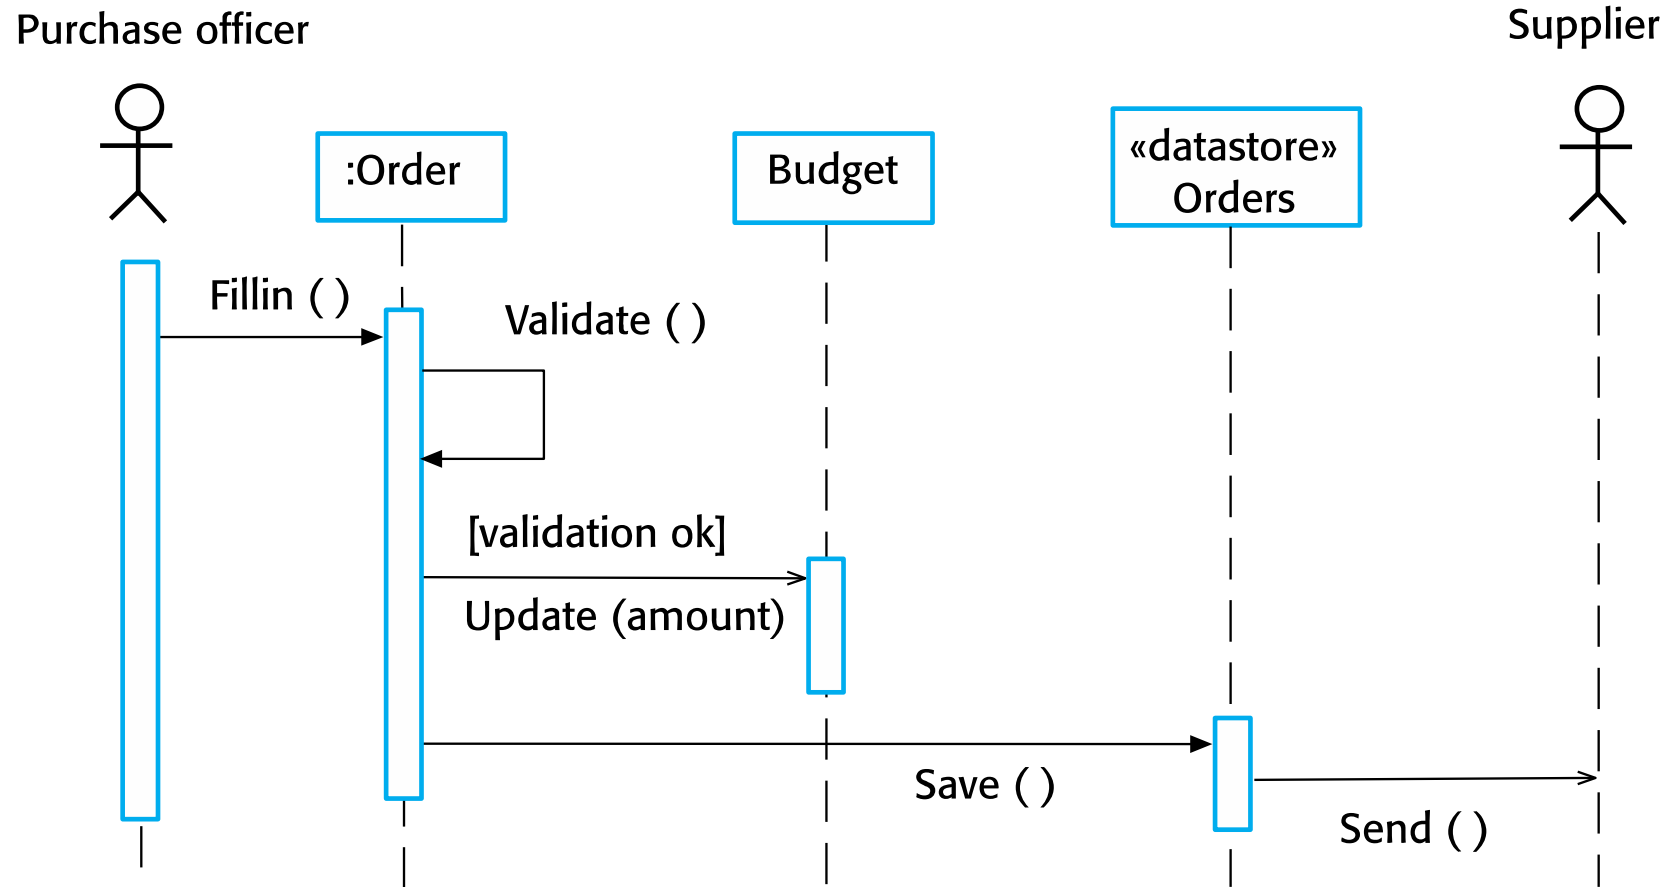 Purchase officer
Supplier
:Order
Budget
«datastore»
Orders
Fillin ( )
Validate ( )
[validation ok]
Update (amount)
Save ( )
Send ( )